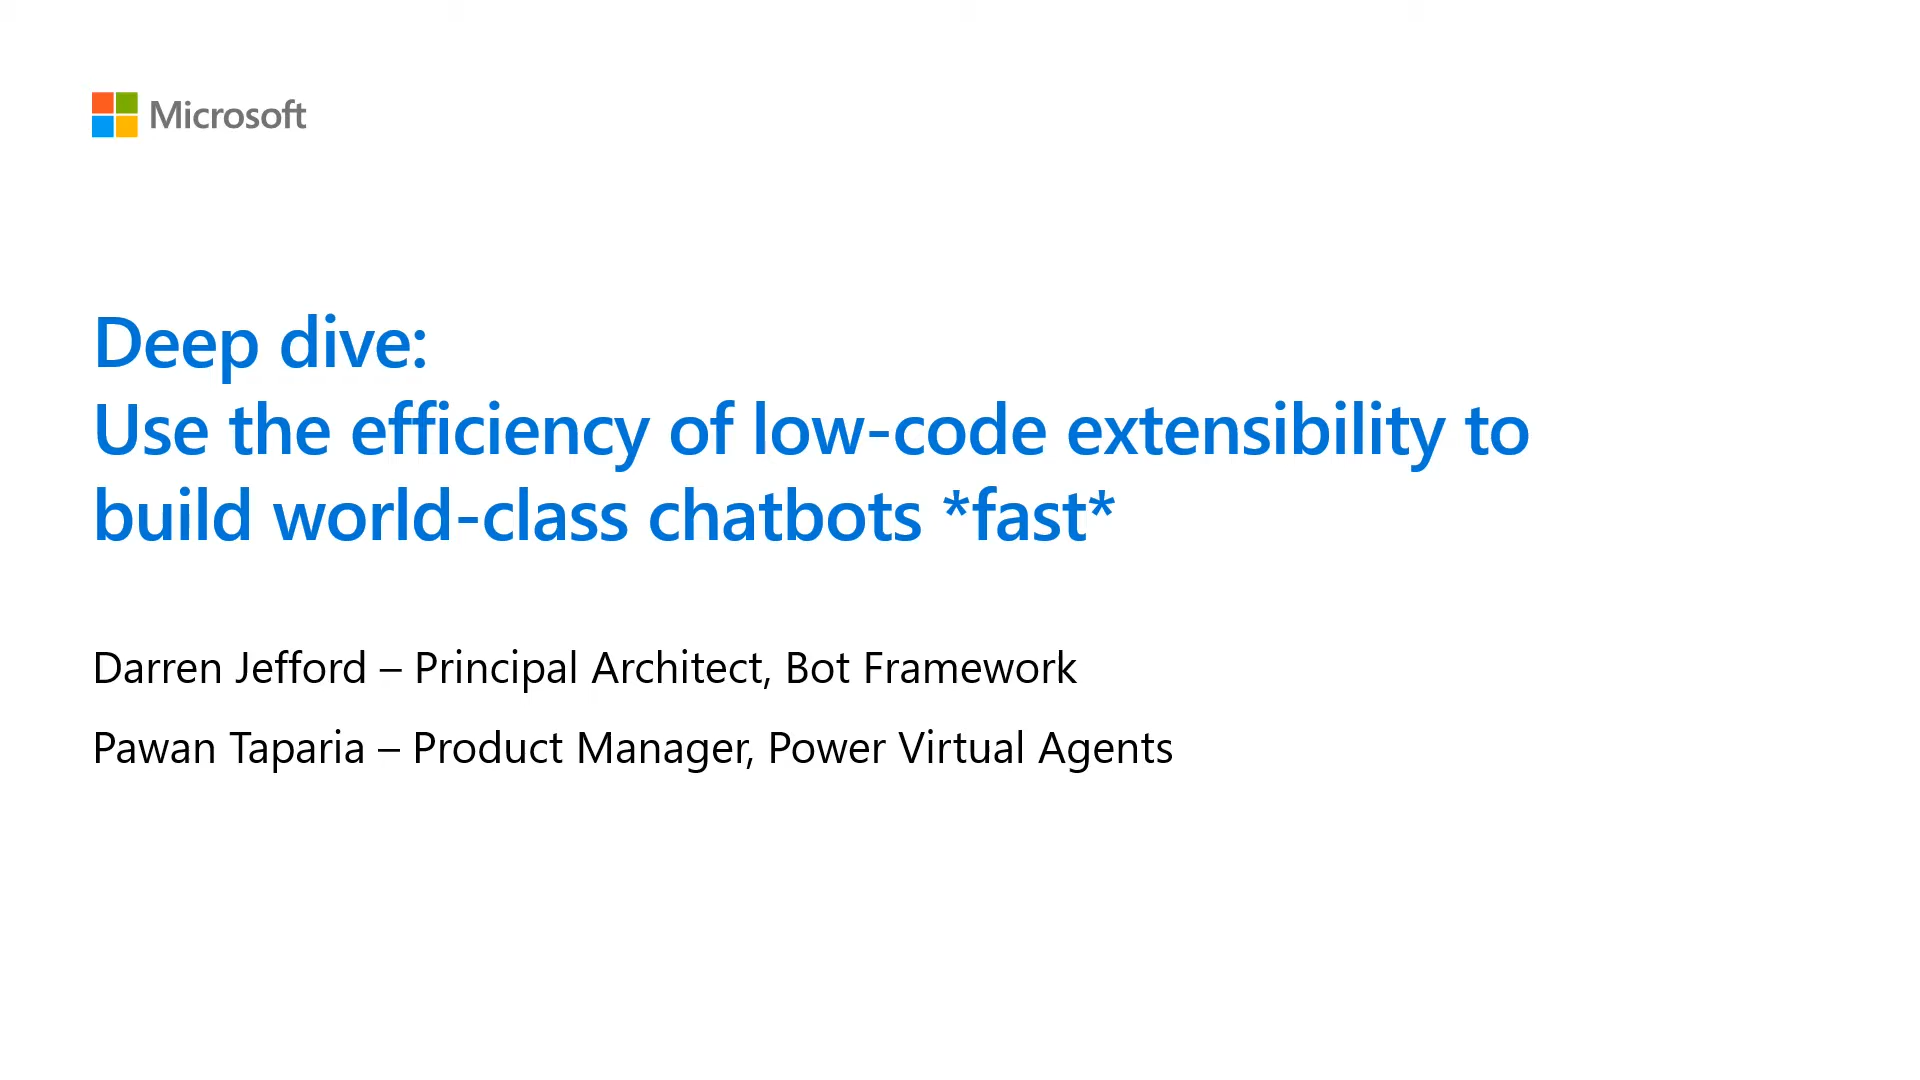 Microsoft
Deep dive:
Use the efficiency of low-code extensibility to
build world-class chatbots *fast*
Darren Jefford – Principal Architect, Bot Framework
Pawan Taparia – Product Manager, Power Virtual Agents